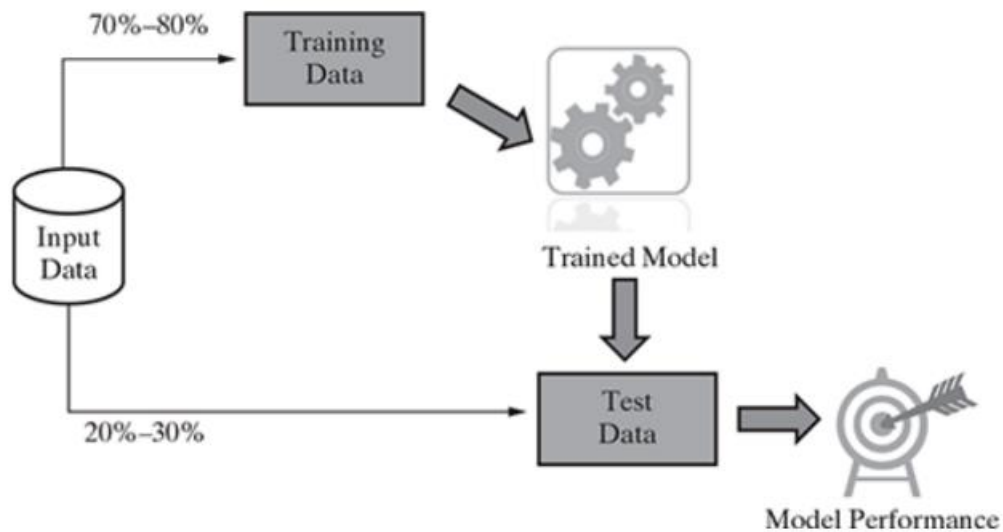 70%–80%
Training
Data
Input
Data
Trained Model
20%–30%
Test
Data
Model Performance